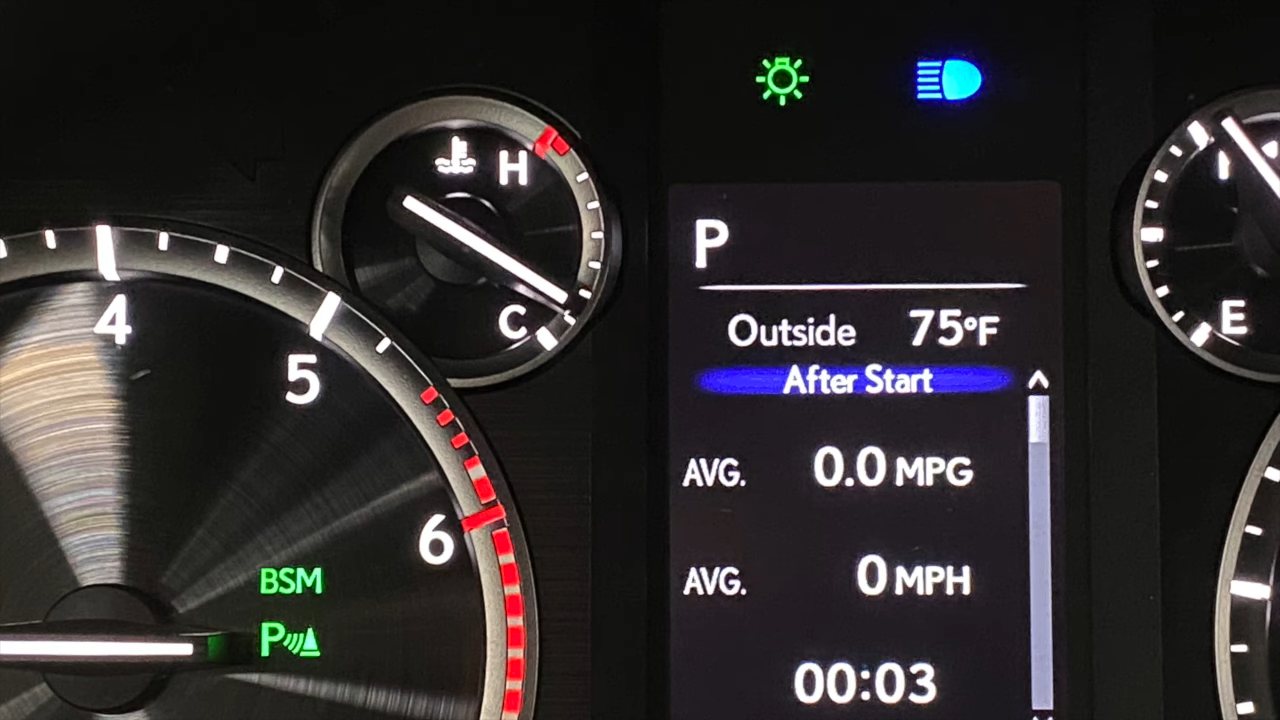 H
C
4
5
6
BSM
P
P
Outside 75°F
After Start
AVG. 0.0 MPG
AVG. 0 MPH
00:03
E